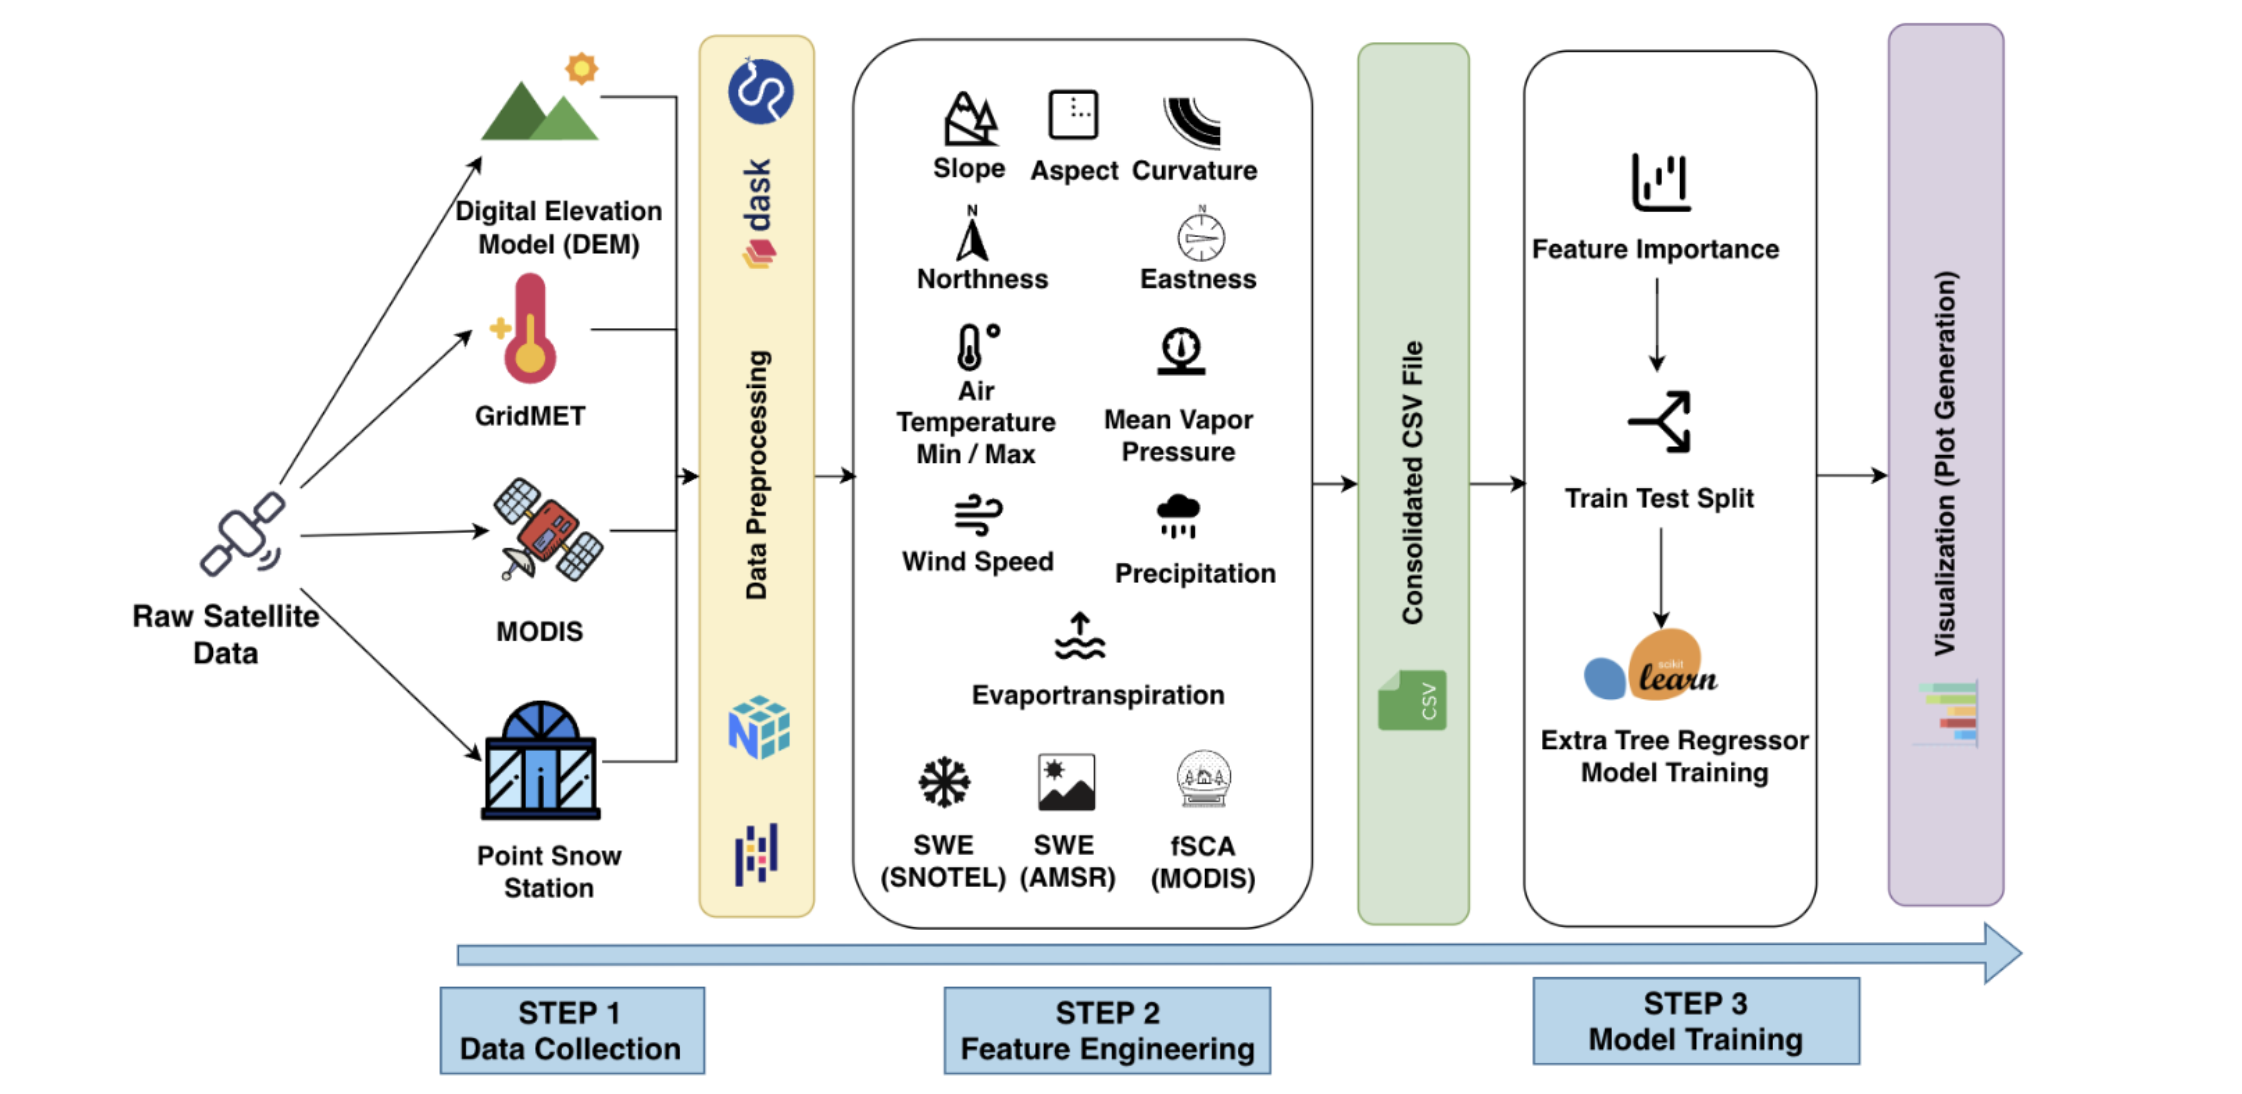 Raw Satellite
Data
Digital Elevation
Model (DEM)
GridMET
MODIS
Point Snow
Station
dask
Data Preprocessing
N
Slope
Aspect
Curvature
N
Northness
N
Eastness
Air
Temperature
Min / Max
Mean Vapor
Pressure
Wind Speed
Precipitation
Evaportranspiration
SWE
(SNOTEL)
SWE
(AMSR)
fSCA
(MODIS)
Consolidated CSV File
CSV
Feature Importance
Train Test Split
scikit
learn
Extra Tree Regressor
Model Training
Visualization (Plot Generation)
STEP 1
Data Collection
STEP 2
Feature Engineering
STEP 3
Model Training